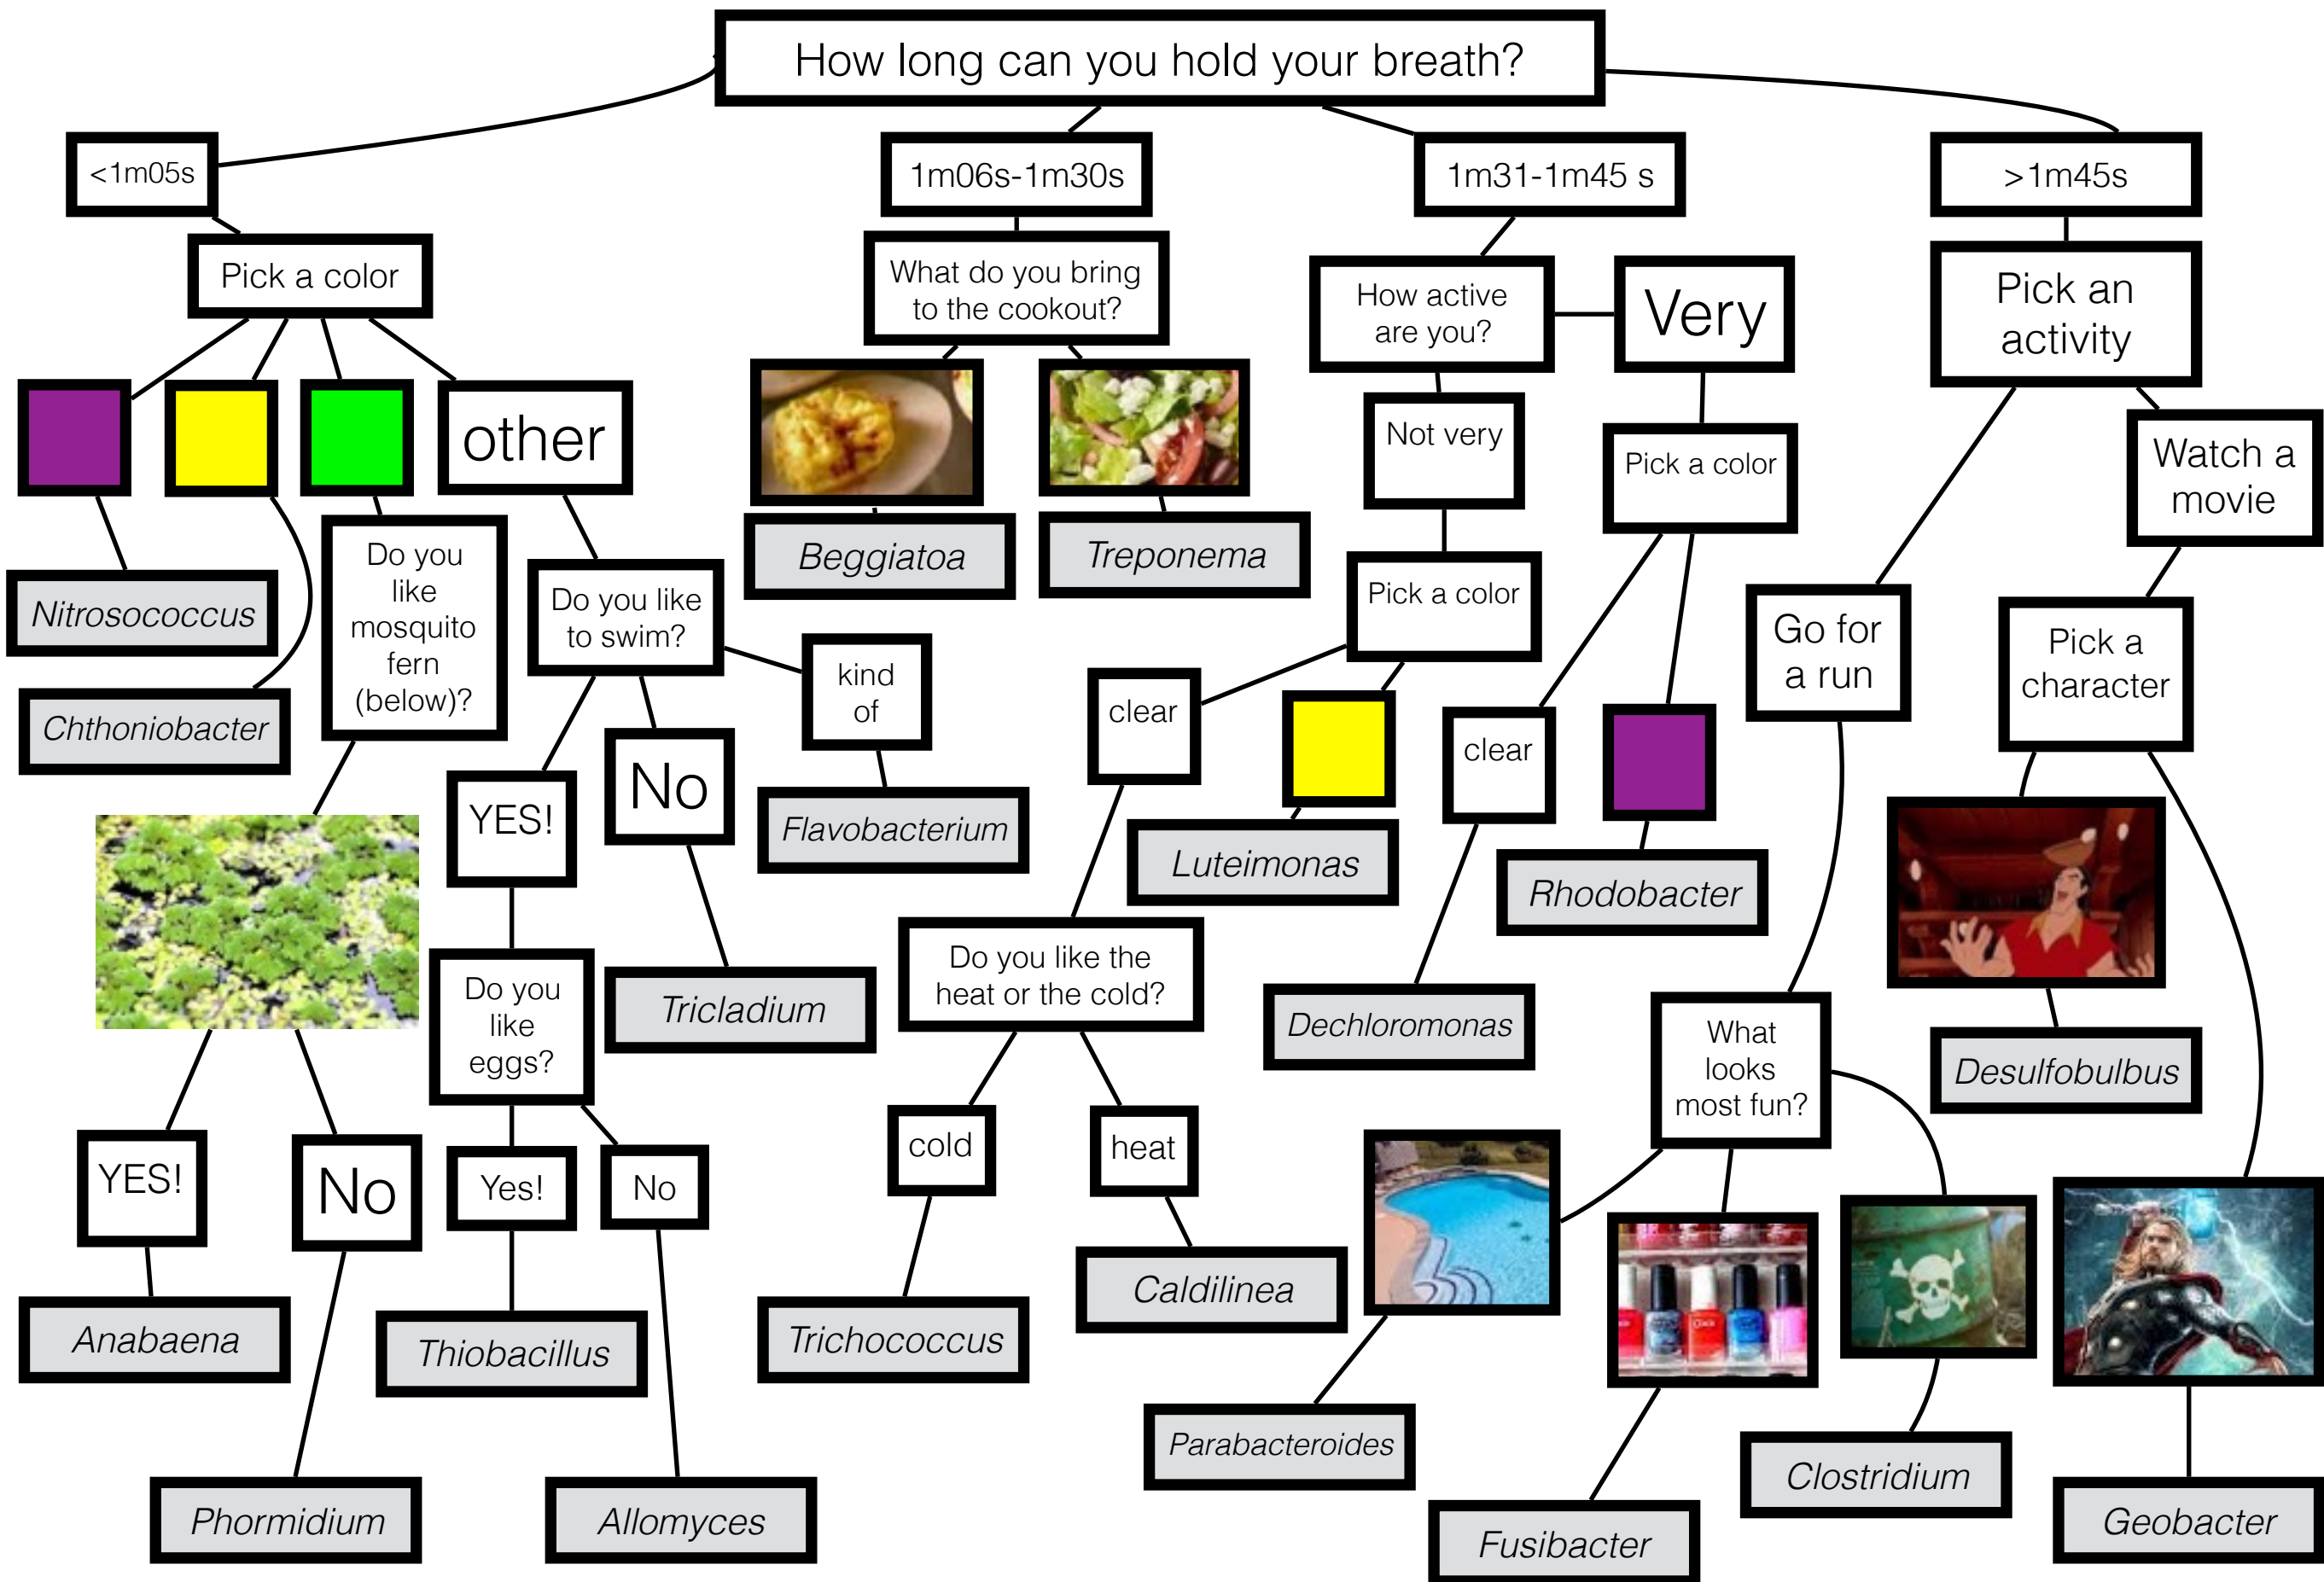 How long can you hold your breath?
<1m05s
1m06s-1m30s
1m31-1m45 s
>1m45s
Pick a color
What do you bring
to the cookout?
How active
are you?
Very
Pick an
activity
other
Not very
Pick a color
Watch a
movie
Beggiatoa
Treponema
Do you
like
mosquito
fern
(below)?
Do you like
to swim?
Pick a color
Nitrosococcus
Go for
a run
Pick a
character
kind
of
clear
Chthoniobacter
clear
No
YES!
Flavobacterium
Luteimonas
Rhodobacter
Do you like the
heat or the cold?
Do you
like
eggs?
Tricladium
Dechloromonas
What
looks
most fun?
Desulfobulbus
YES!
No
Yes!
No
cold
heat
Anabaena
Thiobacillus
Trichococcus
Caldilinea
Parabacteroides
Clostridium
Phormidium
Allomyces
Fusibacter
Geobacter